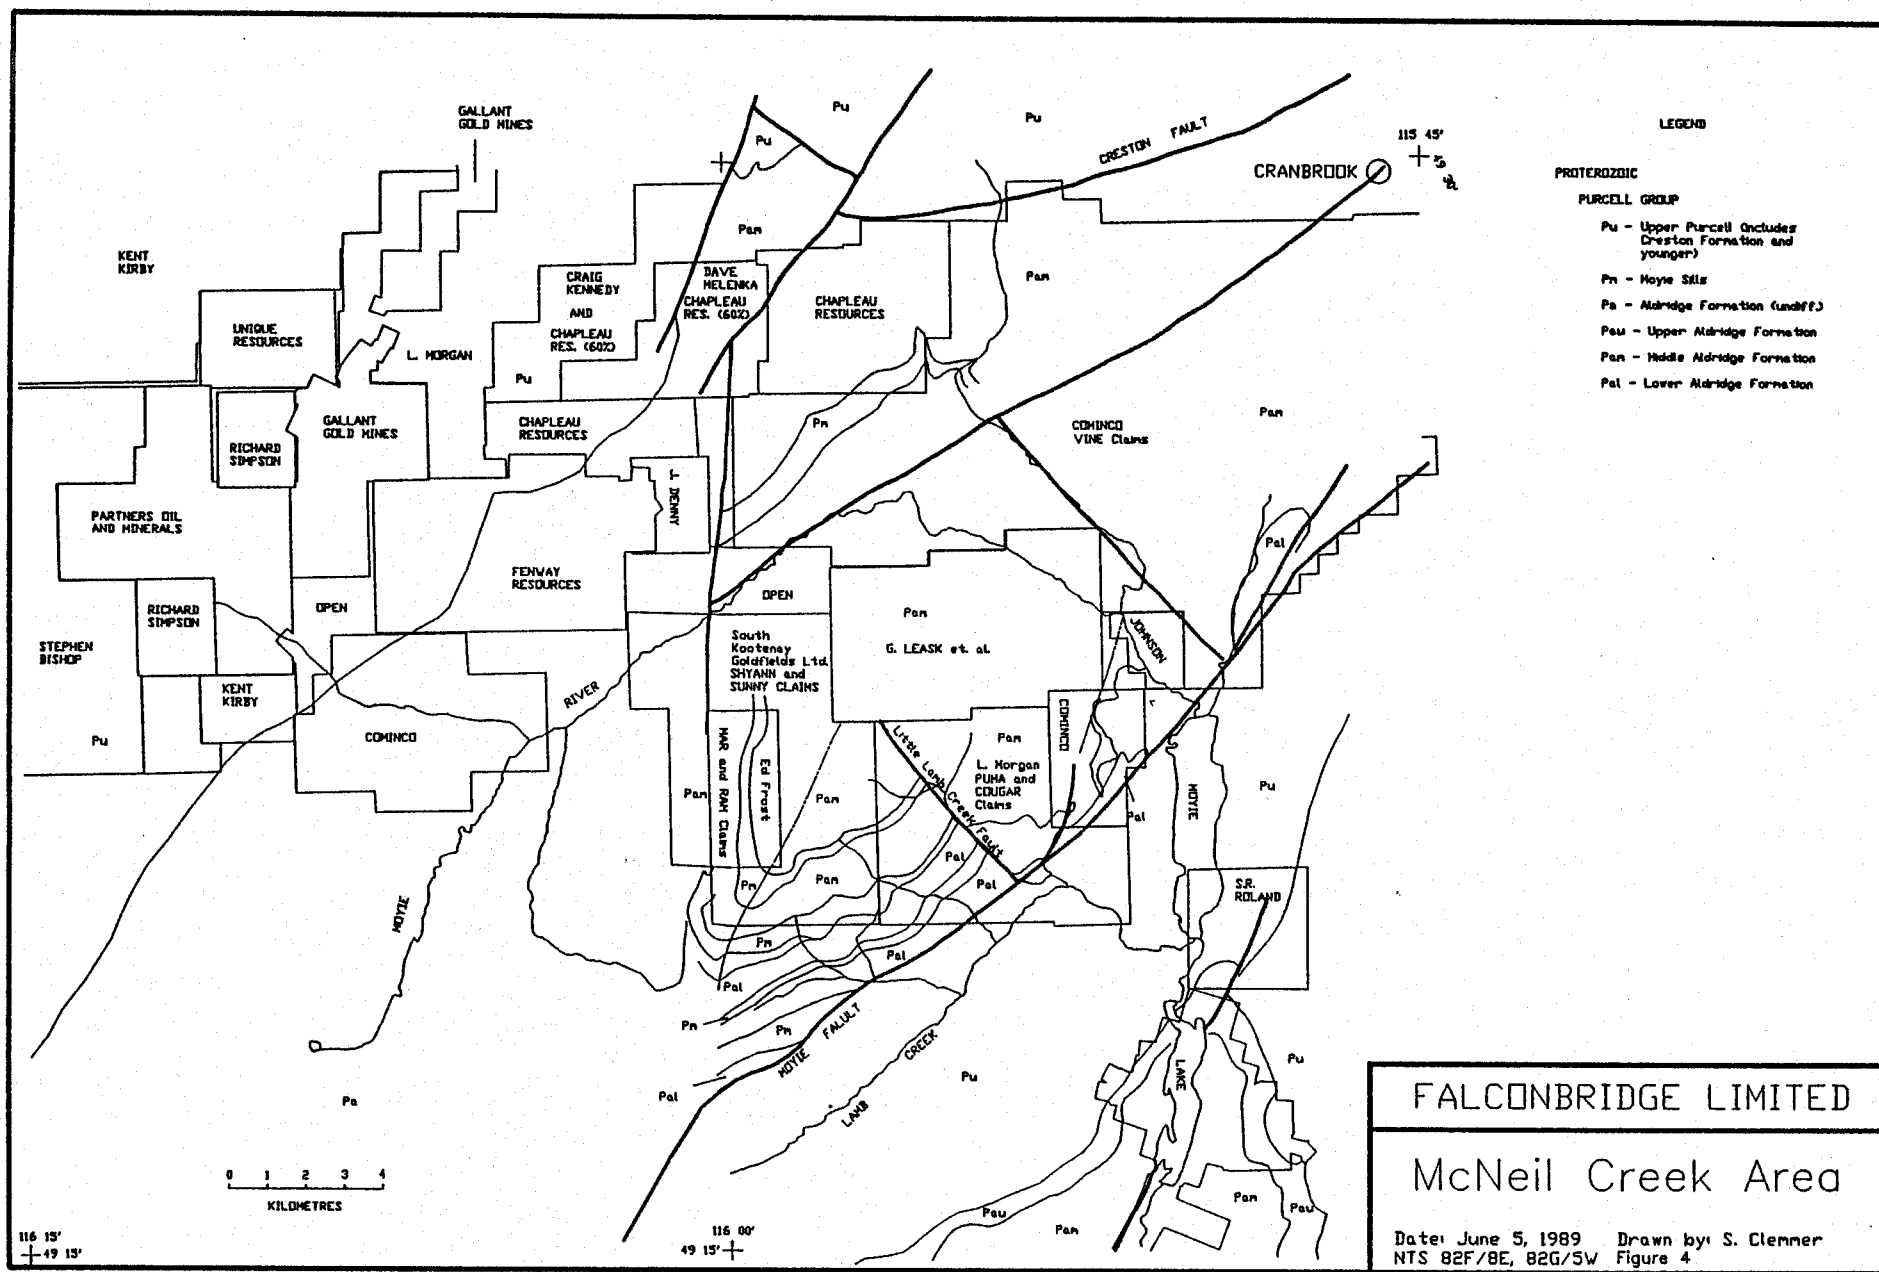 GALLANT
GOLD MINES
Pu
Pu
Pu
CRESTON FAULT
115 45'
CRANBROOK
LEGEND
PROTEROZOIC
PURCELL GROUP
Pu - Upper Purcell (includes
Creston Formation and
younger)
Pm - Moyie Sills
Pa - Aldridge Formation (undiff.)
Pau - Upper Aldridge Formation
Pam - Middle Aldridge Formation
Pal - Lower Aldridge Formation
KENT
KIRBY
Pam
CRAIG
KENNEDY
AND
CHAPLEAU
RES. (60%)
DAVE
HELENKA
CHAPLEAU
RES. (60%)
CHAPLEAU
RESOURCES
Pam
UNIQUE
RESOURCES
L. MORGAN
Pu
GALLANT
GOLD MINES
CHAPLEAU
RESOURCES
Pm
COMINCO
VINE Claims
Pam
RICHARD
SIMPSON
J. DENNY
PARTNERS OIL
AND MINERALS
FENWAY
RESOURCES
Pal
RICHARD
SIMPSON
OPEN
OPEN
Pam
G. LEASK et. al.
JOHNSON
STEPHEN
BISHOP
South
Kootenay
Goldfields Ltd.
SHYANN and
SUNNY CLAIMS
KENT
KIRBY
RIVER
Pu
COMINCO
MAR and RAM Claims
Ed Frost
Pam
Pam
Little Lamb Creek Fault
Pam
L. Morgan
PUMA and
COUGAR
Claims
COMINCO
MOYIE
Pu
Pal
Pal
Pm
Pam
Pal
S.R.
ROLAND
MOYIE
Pm
Pal
Pal
Pm
Pm
MOYIE FALULT
LAMB CREEK
Pu
LAKE
Pu
Pa
Pal
Pau
Pam
Pam
Pau
0 1 2 3 4
KILOMETRES
116 15'
49 15'
116 00'
49 15'
FALCONBRIDGE LIMITED
McNeil Creek Area
Date: June 5, 1989 Drawn by: S. Clemmer
NTS 82F/8E, 82G/5W Figure 4